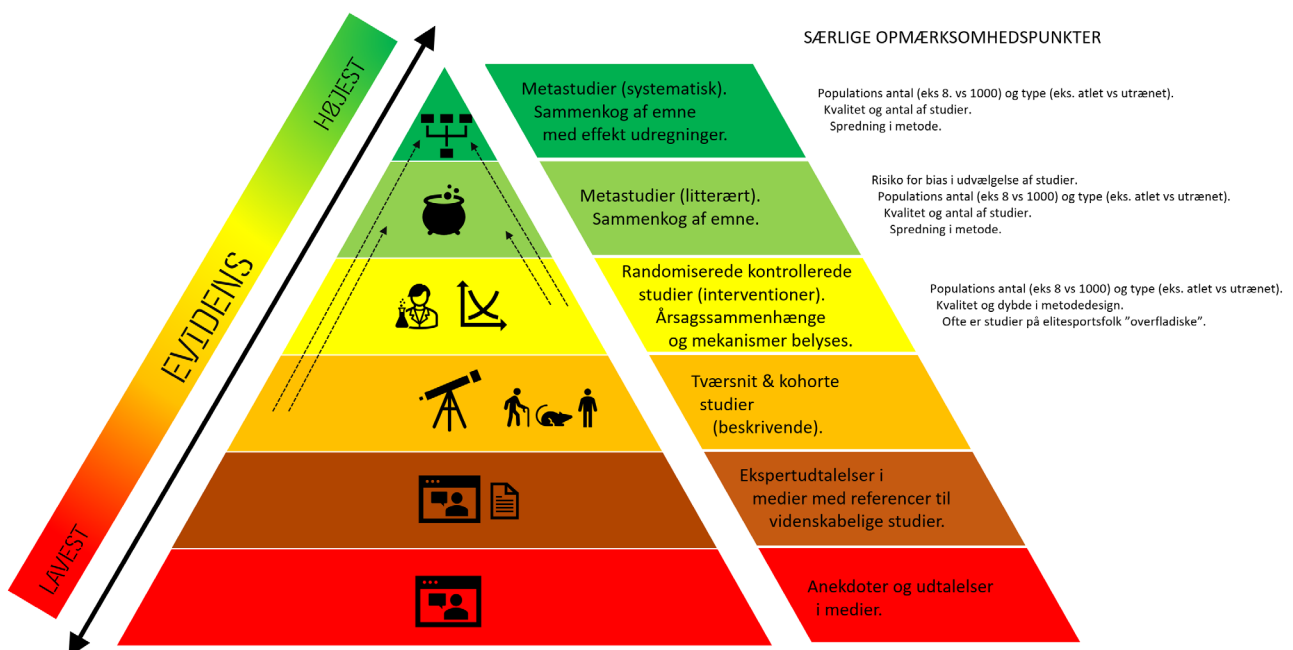 SÆRLIGE OPMÆRKSOMHEDSPUNKTER
HØJEST
EVIDENS
LAVEST
Metastudier (systematisk).
Sammenkog af emne
med effekt udregninger.
Populations antal (eks 8. vs 1000) og type (eks. atlet vs utrænet).
Kvalitet og antal af studier.
Spredning i metode.
Metastudier (litterært).
Sammenkog af emne.
Risiko for bias i udvælgelse af studier.
Populations antal (eks 8 vs 1000) og type (eks. atlet vs utrænet).
Kvalitet og antal af studier.
Spredning i metode.
Randomiserede kontrollerede
studier (interventioner).
Årsagssammenhænge
og mekanismer belyses.
Populations antal (eks 8 vs 1000) og type (eks. atlet vs utrænet).
Kvalitet og dybde i metodedesign.
Ofte er studier på elitesportsfolk ”overfladiske”.
Tværsnit & kohorte
studier
(beskrivende).
Ekspertudtalelser i
medier med referencer til
videnskabelige studier.
Anekdoter og udtalelser
i medier.